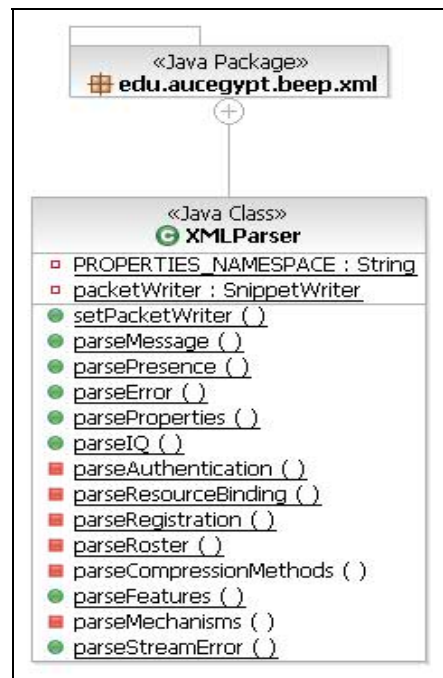 «Java Package»
edu.aucegypt.beep.xml
«Java Class»
XMLParser
PROPERTIES_NAMESPACE : String
packetWriter : SnippetWriter
setPacketWriter ( )
parseMessage ( )
parsePresence ( )
parseError ( )
parseProperties ( )
parseIQ ( )
parseAuthentication ( )
parseResourceBinding ( )
parseRegistration ( )
parseRoster ( )
parseCompressionMethods ( )
parseFeatures ( )
parseMechanisms ( )
parseStreamError ( )